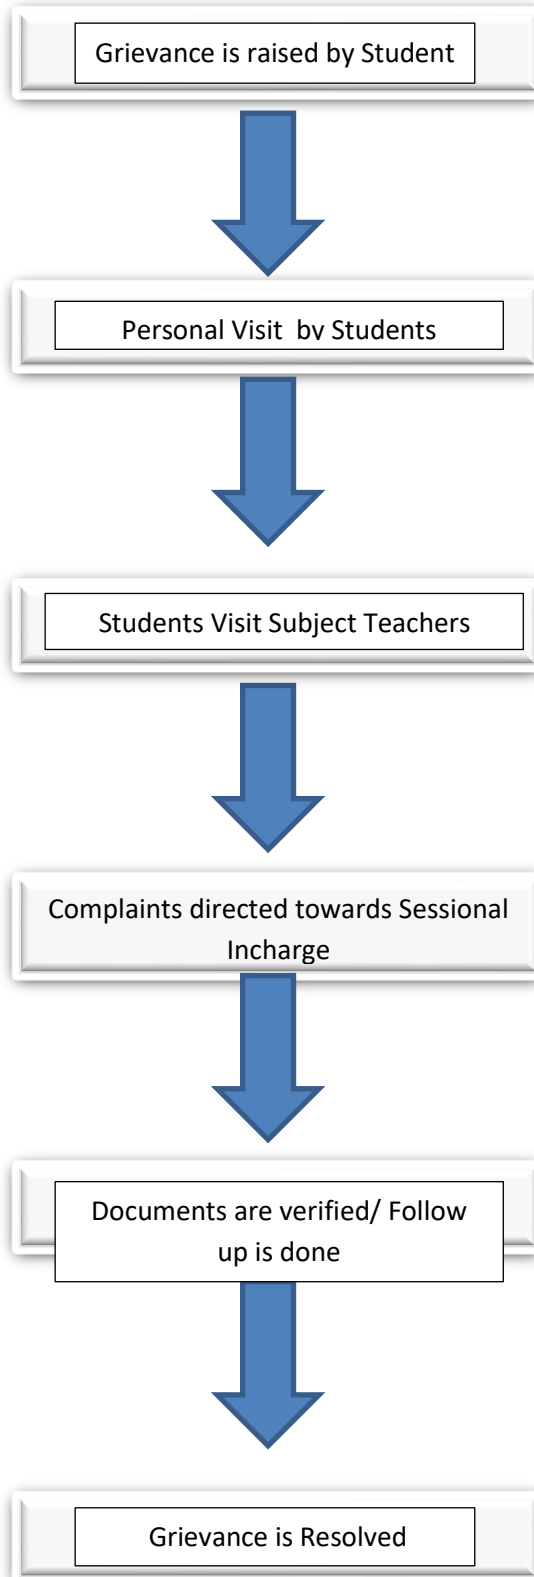 Grievance is raised by Student
Personal Visit by Students
Students Visit Subject Teachers
Complaints directed towards Sessional
Incharge
Documents are verified/ Follow
up is done
Grievance is Resolved